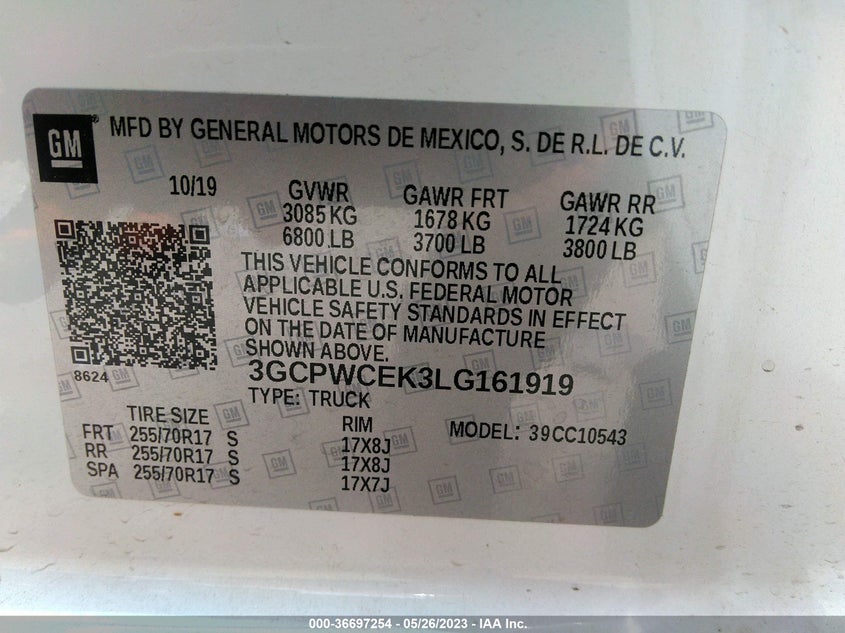 GM ® MFD BY GENERAL MOTORS DE MEXICO, S. DE R.L. DE C.V.
10/19 GVWR GAWR FRT GAWR RR
3085 KG 1678 KG 1724 KG
6800 LB 3700 LB 3800 LB
THIS VEHICLE CONFORMS TO ALL
APPLICABLE U.S. FEDERAL MOTOR
VEHICLE SAFETY STANDARDS IN EFFECT
ON THE DATE OF MANUFACTURE
SHOWN ABOVE.
8624
3GCPWCEK3LG161919
TYPE: TRUCK
TIRE SIZE RIM MODEL: 39CC10543
FRT 255/70R17 S 17X8J
RR 255/70R17 S 17X8J
SPA 255/70R17 S 17X7J
000-36697254 - 05/26/2023 - IAA Inc.